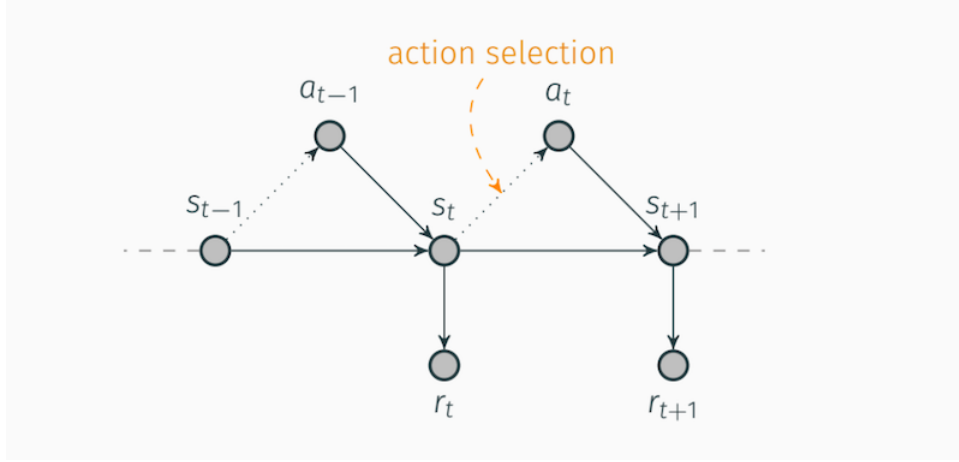 action selection
a_{t−1}
a_t
s_{t−1}
s_t
s_{t+1}
r_t
r_{t+1}